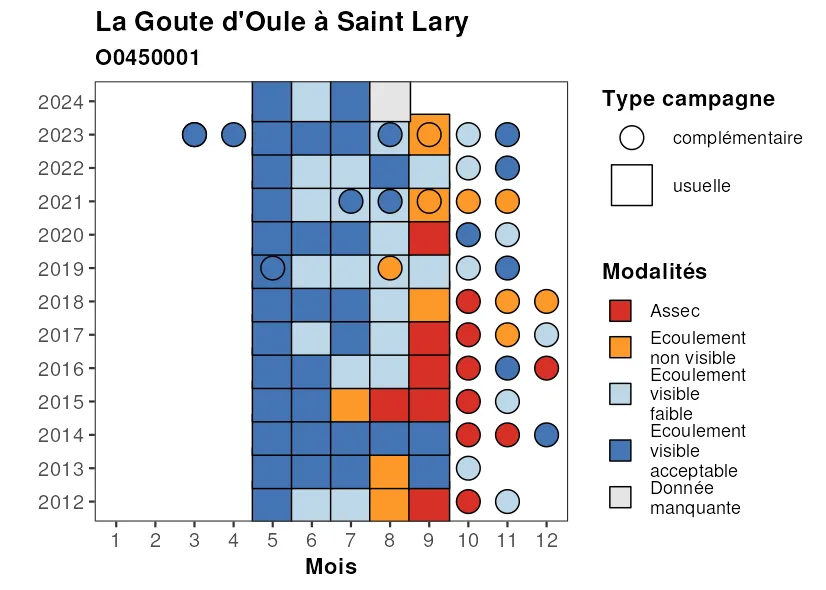 La Goute d'Oule à Saint Lary
O0450001
2024
2023
2022
2021
2020
2019
2018
2017
2016
2015
2014
2013
2012
1 2 3 4 5 6 7 8 9 10 11 12
Mois
Type campagne
complémentaire
usuelle
Modalités
Assec
Ecoulement
non visible
Ecoulement
visible
faible
Ecoulement
visible
acceptable
Donnée
manquante